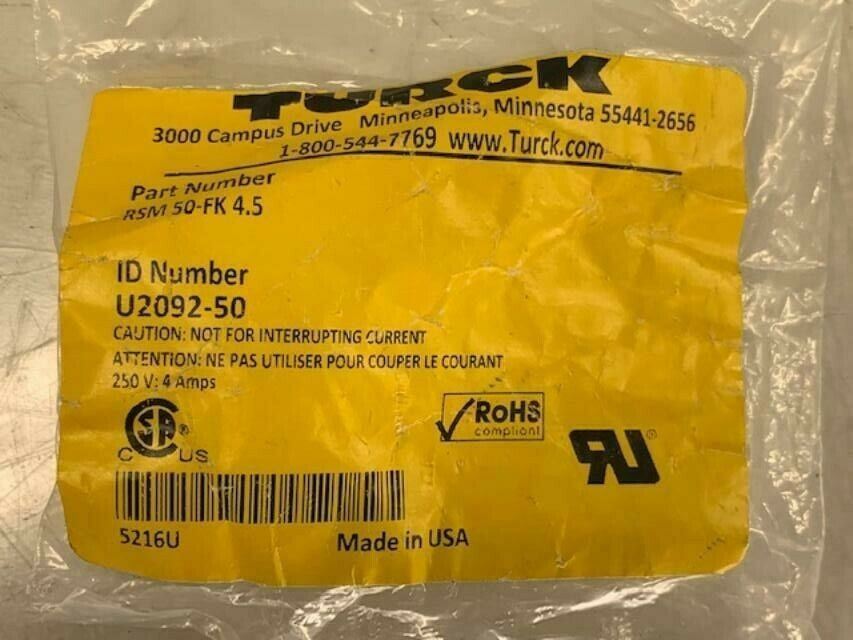 TURCK
3000 Campus Drive Minneapolis, Minnesota 55441-2656
1-800-544-7769 www.Turck.com
Part Number
RSM 50-FK 4.5
ID Number
U2092-50
CAUTION: NOT FOR INTERRUPTING CURRENT
ATTENTION: NE PAS UTILISER POUR COUPER LE COURANT
250 V: 4 Amps
RoHS
compliant
SA ®
C US
RU ®
5216U
Made in USA